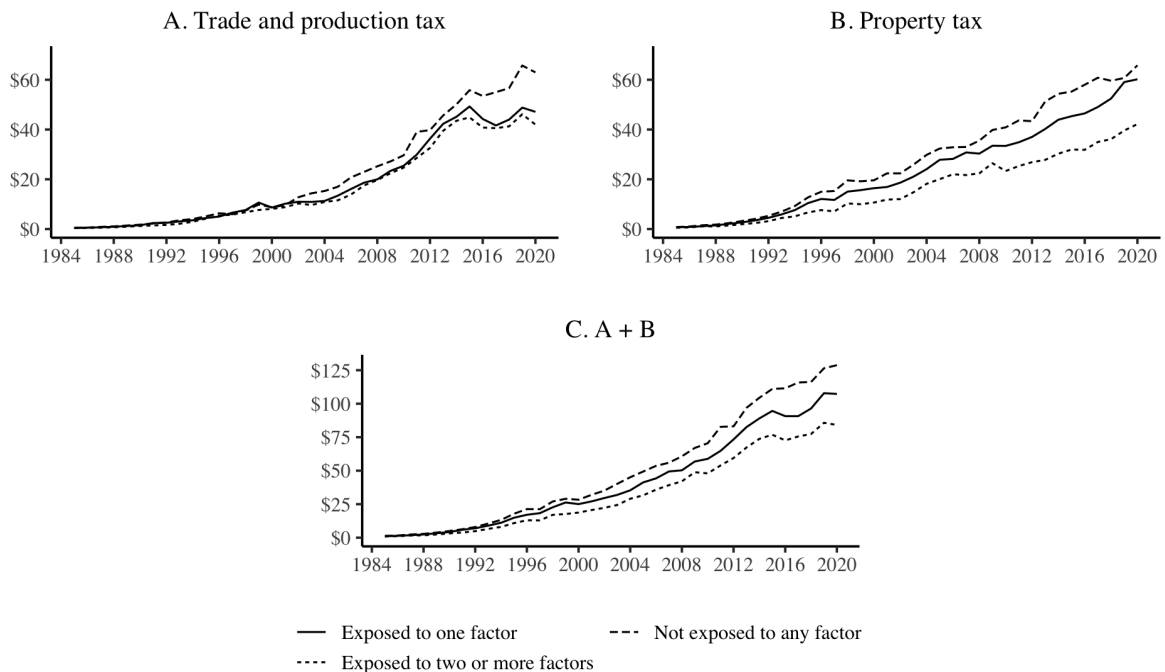 A. Trade and production tax
$60
$40
$20
$0
1984 1988 1992 1996 2000 2004 2008 2012 2016 2020
B. Property tax
$60
$40
$20
$0
1984 1988 1992 1996 2000 2004 2008 2012 2016 2020
C. A + B
$125
$100
$75
$50
$25
$0
1984 1988 1992 1996 2000 2004 2008 2012 2016 2020
Exposed to one factor
Not exposed to any factor
Exposed to two or more factors